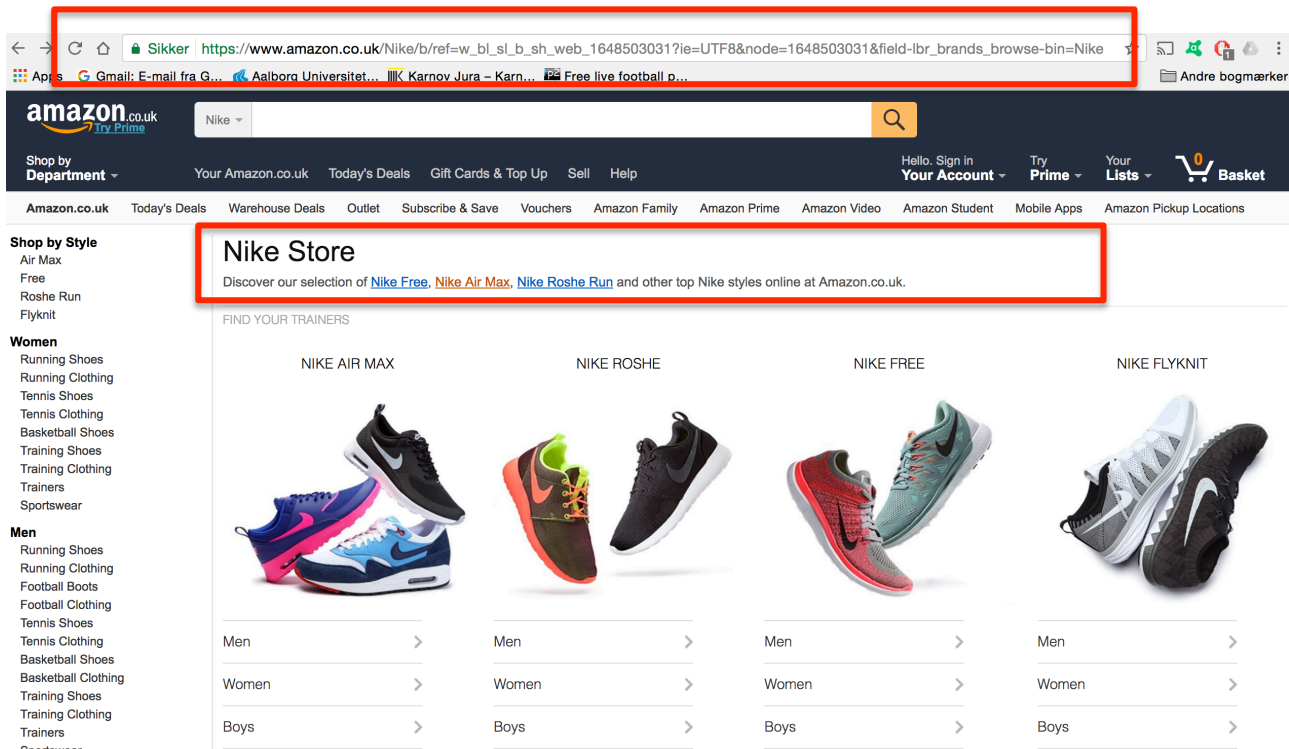 Sikker https://www.amazon.co.uk/Nike/b/ref=w_bl_sl_b_sh_web_1648503031?ie=UTF8&node=1648503031&field-lbr_brands_browse-bin=Nike
Apps Gmail: E-mail fra G... Aalborg Universitet... Karnov Jura – Karn... Free live football p... Andre bogmærker
amazon.co.uk
Try Prime
Nike
Shop by
Department
Your Amazon.co.uk Today's Deals Gift Cards & Top Up Sell Help
Hello. Sign in
Your Account
Try
Prime
Your
Lists
0
Basket
Amazon.co.uk Today's Deals Warehouse Deals Outlet Subscribe & Save Vouchers Amazon Family Amazon Prime Amazon Video Amazon Student Mobile Apps Amazon Pickup Locations
Shop by Style
Air Max
Free
Roshe Run
Flyknit
Women
Running Shoes
Running Clothing
Tennis Shoes
Tennis Clothing
Basketball Shoes
Training Shoes
Training Clothing
Trainers
Sportswear
Men
Running Shoes
Running Clothing
Football Boots
Football Clothing
Tennis Shoes
Tennis Clothing
Basketball Shoes
Basketball Clothing
Training Shoes
Training Clothing
Trainers
Nike Store
Discover our selection of Nike Free, Nike Air Max, Nike Roshe Run and other top Nike styles online at Amazon.co.uk.
FIND YOUR TRAINERS
NIKE AIR MAX NIKE ROSHE NIKE FREE NIKE FLYKNIT
Men Men Men Men
Women Women Women Women
Boys Boys Boys Boys